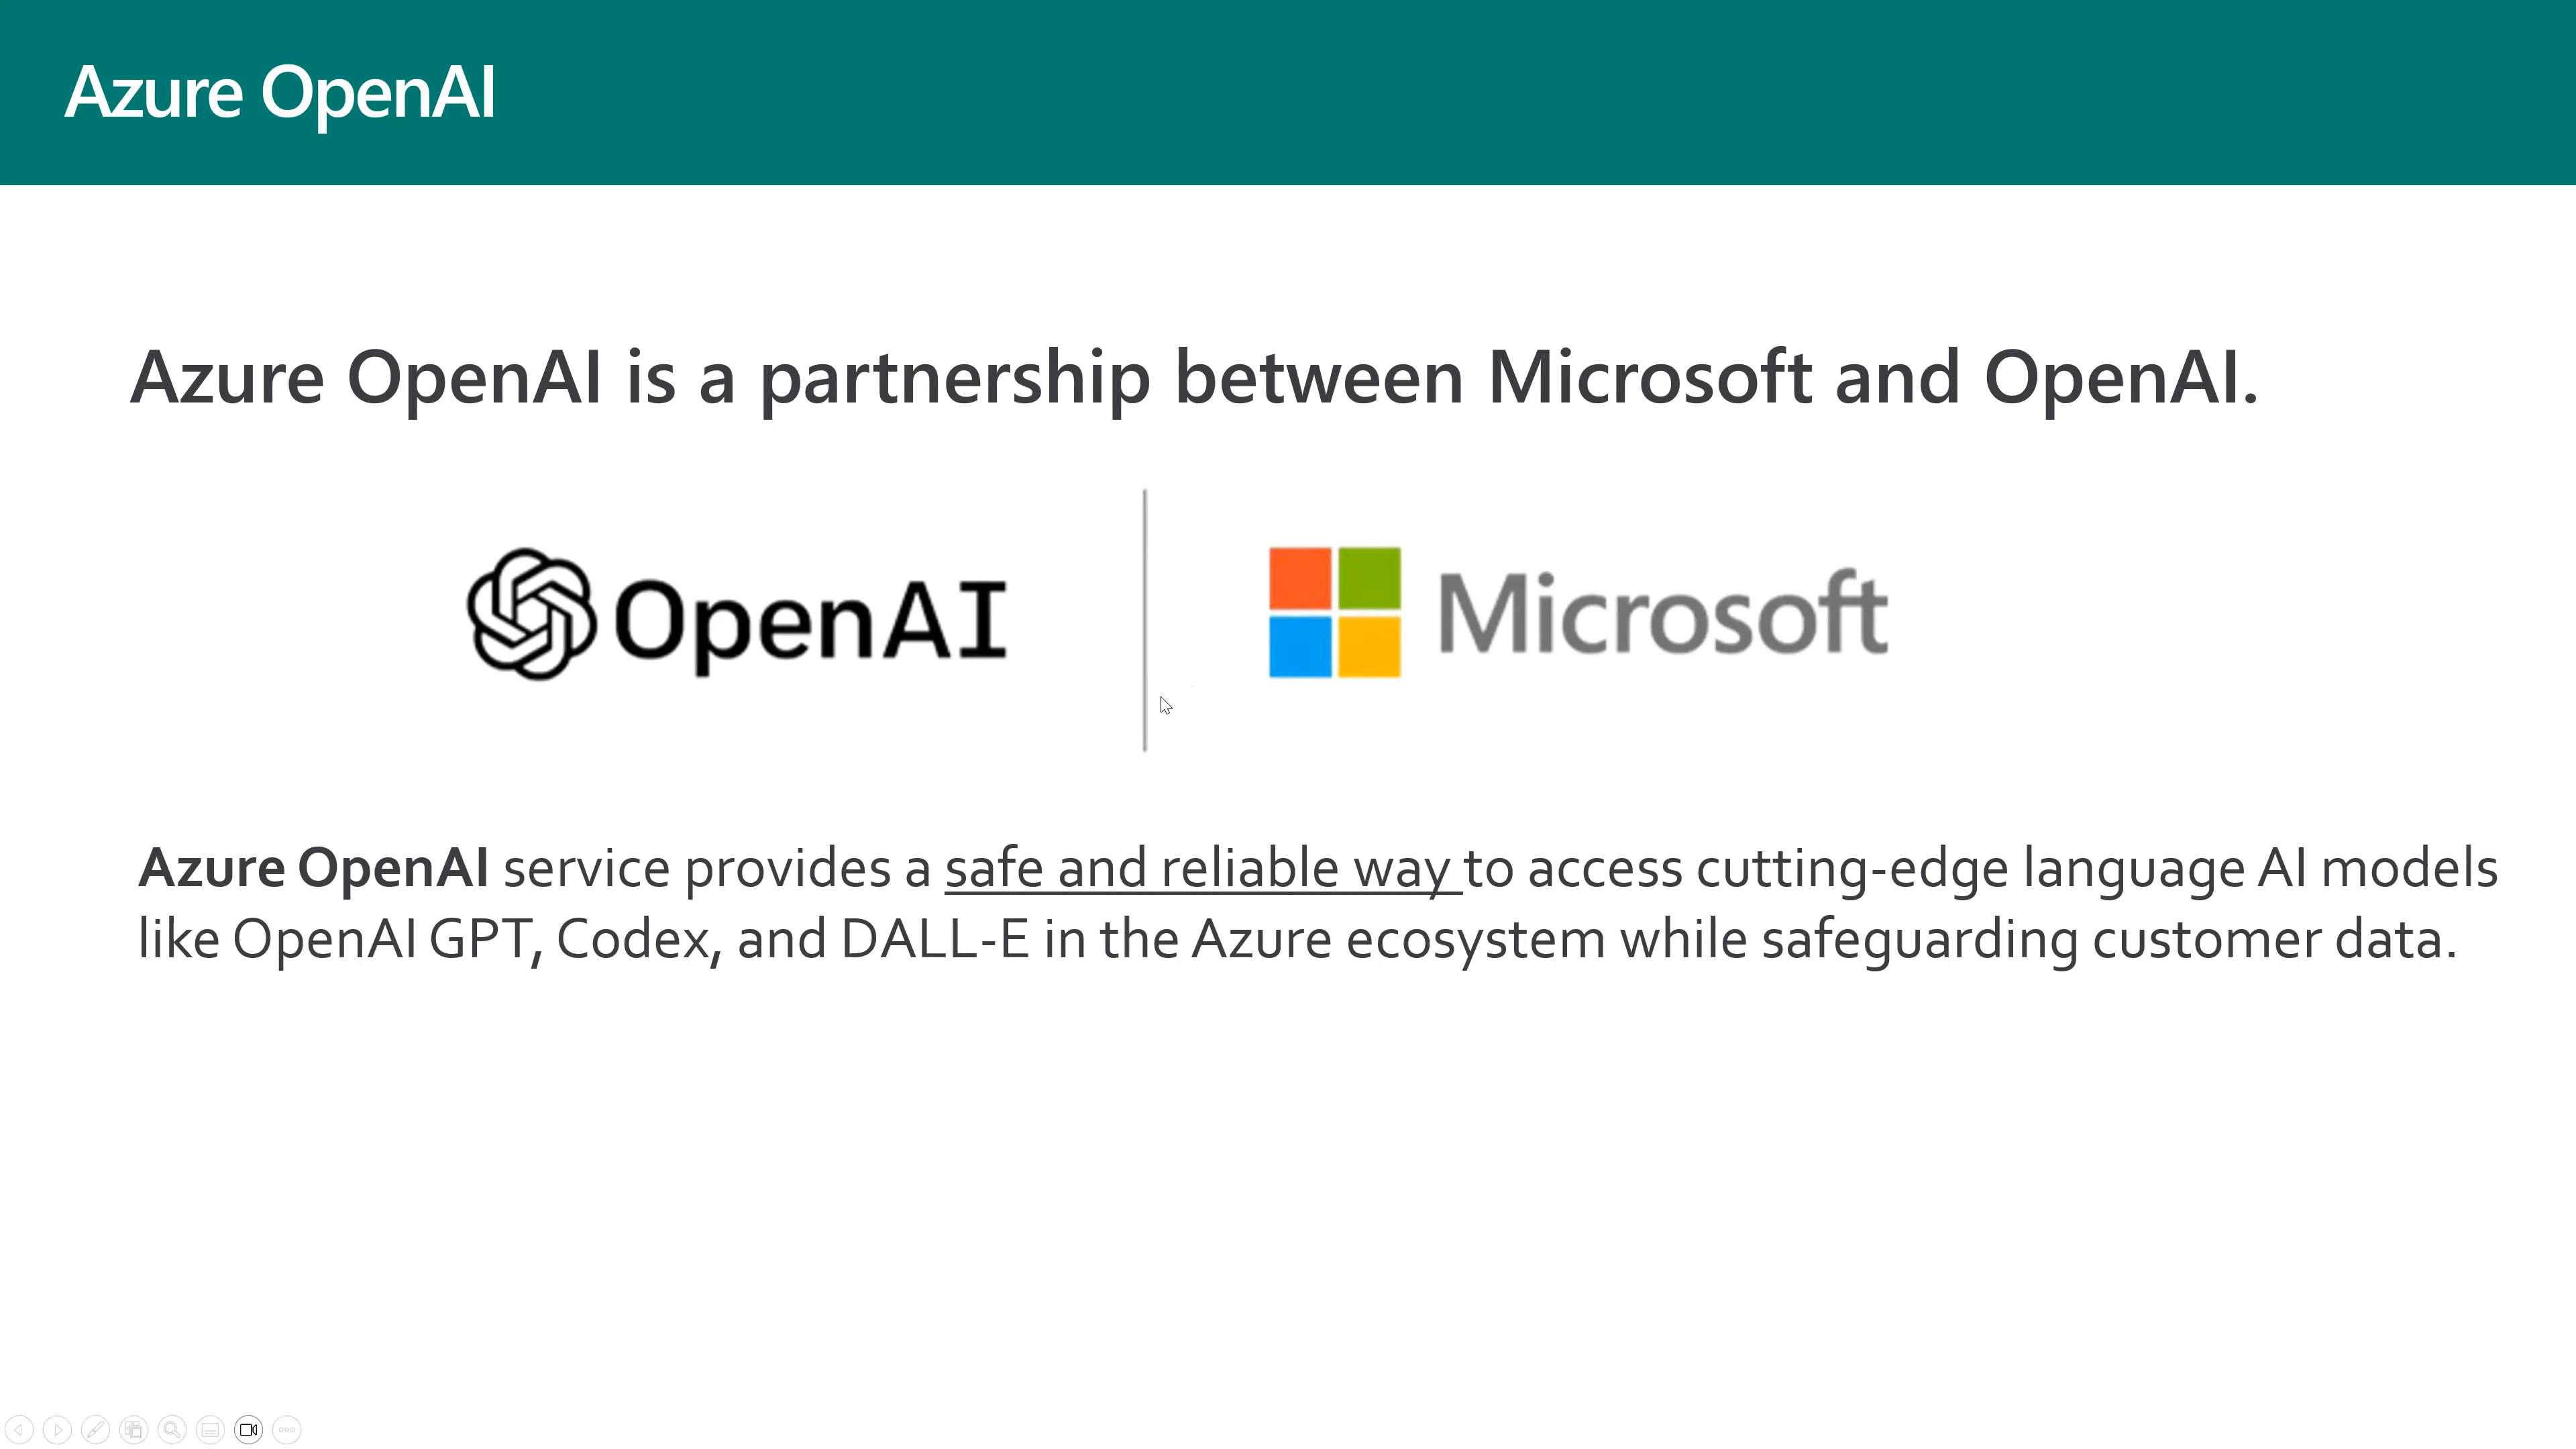 Azure OpenAI
Azure OpenAI is a partnership between Microsoft and OpenAI.
OpenAI
Microsoft
Azure OpenAI service provides a safe and reliable way to access cutting-edge language AI models
like OpenAI GPT, Codex, and DALL-E in the Azure ecosystem while safeguarding customer data.